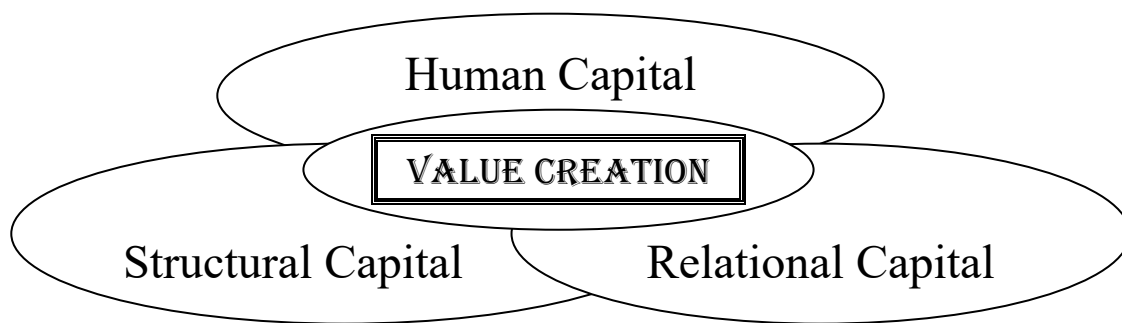 Human Capital
VALUE CREATION
Structural Capital
Relational Capital